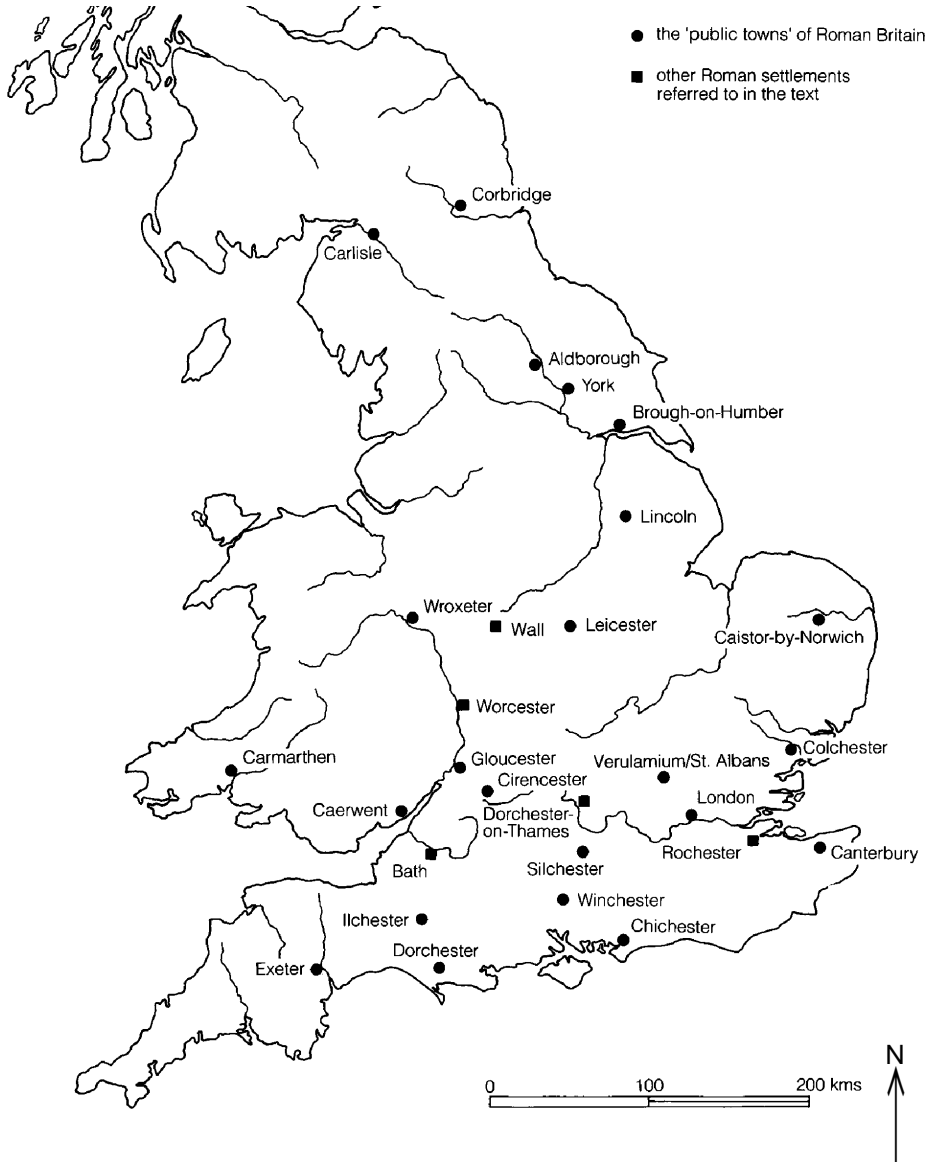 the 'public towns' of Roman Britain
other Roman settlements
referred to in the text
Corbridge
Carlisle
Aldborough
York
Brough-on-Humber
Lincoln
Wroxeter
Wall
Leicester
Caistor-by-Norwich
Worcester
Colchester
Carmarthen
Gloucester
Verulamium/St. Albans
Cirencester
London
Caerwent
Dorchester-
on-Thames
Rochester
Canterbury
Bath
Silchester
Winchester
Ilchester
Chichester
Dorchester
Exeter
N
0 100 200 kms